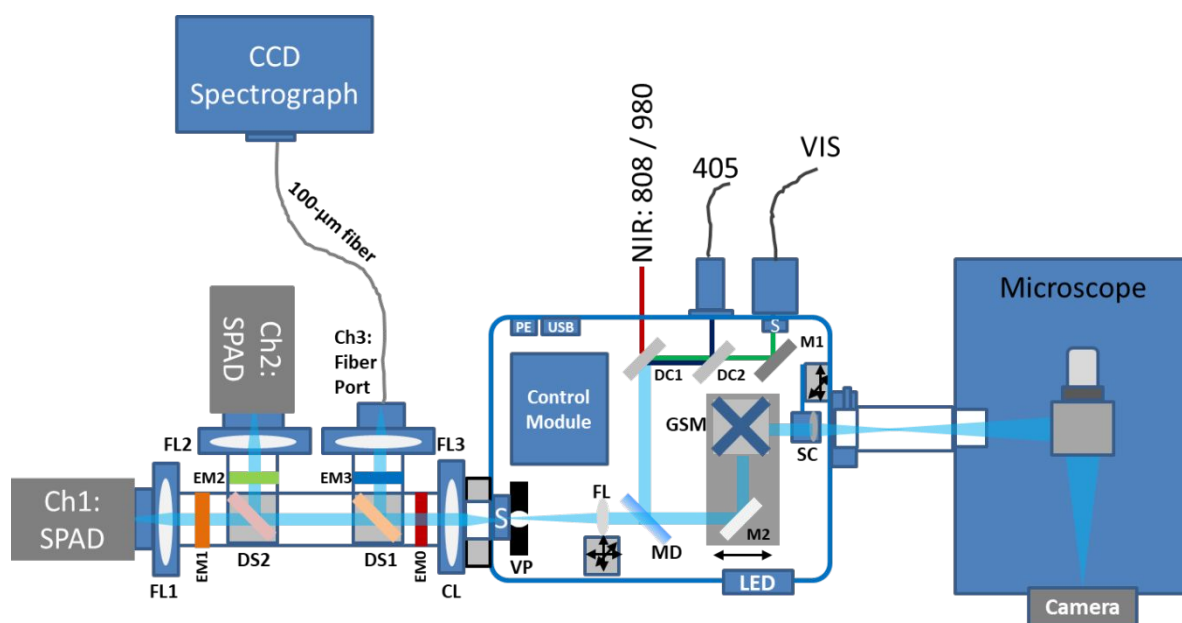 CCD
Spectrograph
100-µm fiber
NIR: 808 / 980
405
VIS
Microscope
Ch2:
SPAD
Ch3:
Fiber
Port
PE
USB
S
M1
DC1
DC2
Control
Module
GSM
SC
FL2
FL3
EM2
EM3
FL
Ch1:
SPAD
S
EM1
DS2
DS1
EM0
FL1
CL
VP
MD
M2
LED
Camera